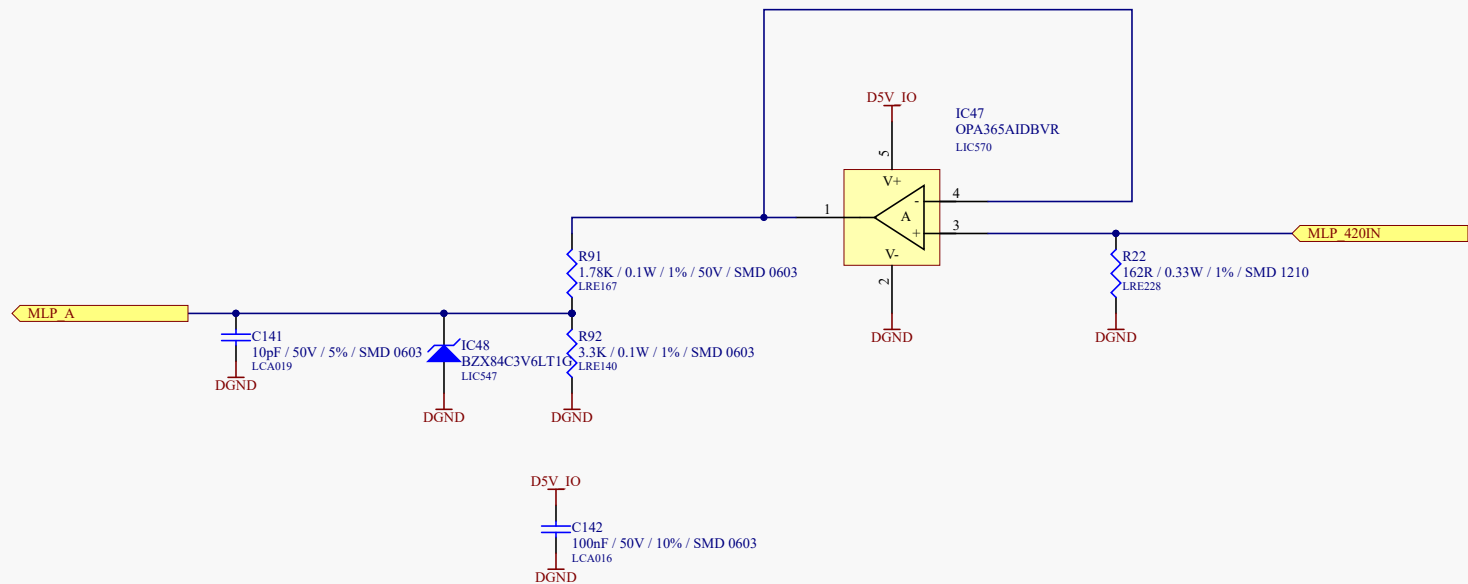 D5V_IO
IC47
OPA365AIDBVR
LIC570
5
V+
4
-
1
A
3
+
MLP_420IN
V-
2
R91
1.78K / 0.1W / 1% / 50V / SMD 0603
LRE167
R22
162R / 0.33W / 1% / SMD 1210
LRE228
MLP_A
DGND
DGND
C141
10pF / 50V / 5% / SMD 0603
LCA019
IC48
BZX84C3V6LT1G
LIC547
R92
3.3K / 0.1W / 1% / SMD 0603
LRE140
DGND
DGND
DGND
D5V_IO
C142
100nF / 50V / 10% / SMD 0603
LCA016
DGND